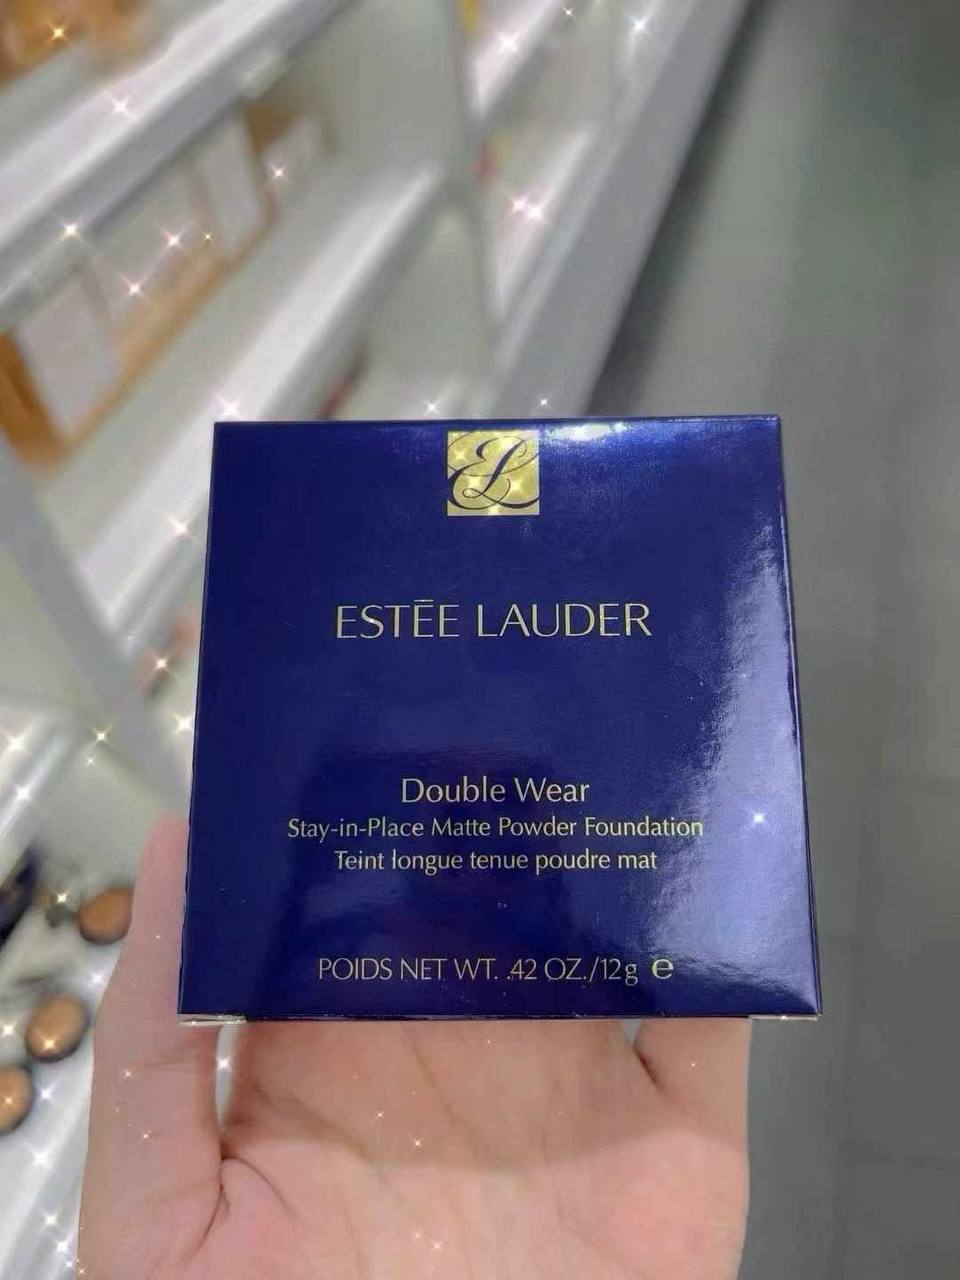 EL
ESTĒE LAUDER
Double Wear
Stay-in-Place Matte Powder Foundation
Teint longue tenue poudre mat
POIDS NET WT. .42 OZ./12g e